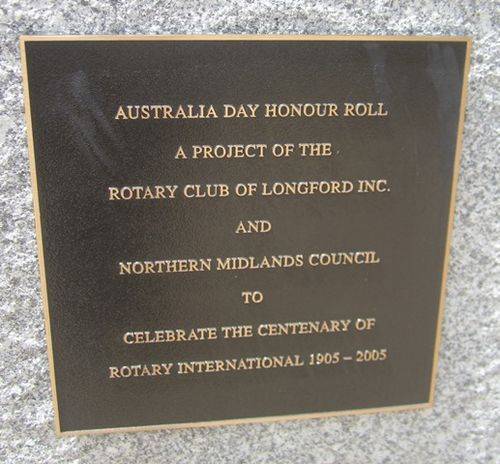 AUSTRALIA DAY HONOUR ROLL
A PROJECT OF THE
ROTARY CLUB OF LONGFORD INC.
AND
NORTHERN MIDLANDS COUNCIL
TO
CELEBRATE THE CENTENARY OF
ROTARY INTERNATIONAL 1905 – 2005